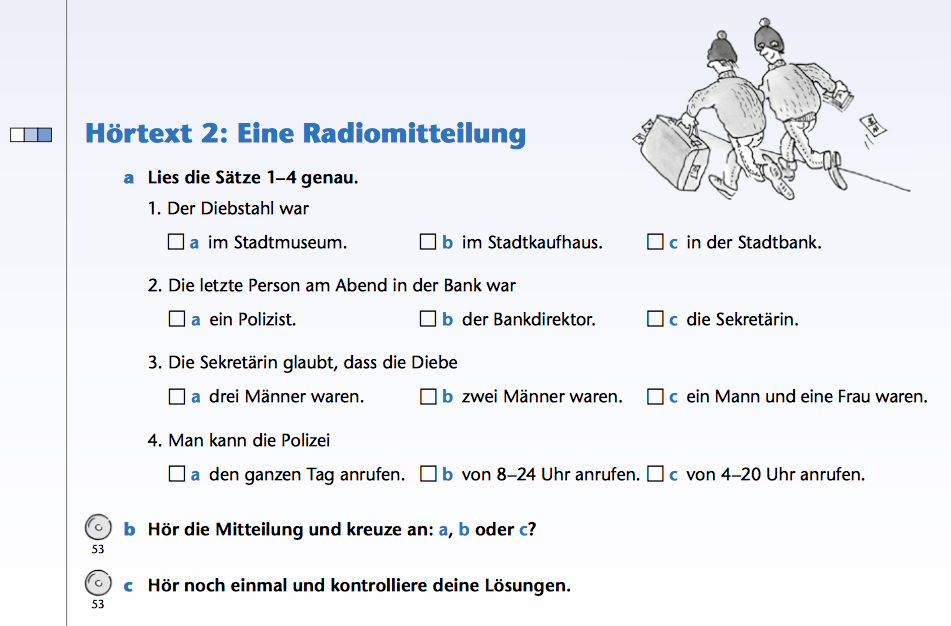 Hörtext 2: Eine Radiomitteilung
a Lies die Sätze 1–4 genau.
1. Der Diebstahl war
a im Stadtmuseum. b im Stadtkaufhaus. c in der Stadtbank.
2. Die letzte Person am Abend in der Bank war
a ein Polizist. b der Bankdirektor. c die Sekretärin.
3. Die Sekretärin glaubt, dass die Diebe
a drei Männer waren. b zwei Männer waren. c ein Mann und eine Frau waren.
4. Man kann die Polizei
a den ganzen Tag anrufen. b von 8–24 Uhr anrufen. c von 4–20 Uhr anrufen.
b Hör die Mitteilung und kreuze an: a, b oder c?
53
c Hör noch einmal und kontrolliere deine Lösungen.
53